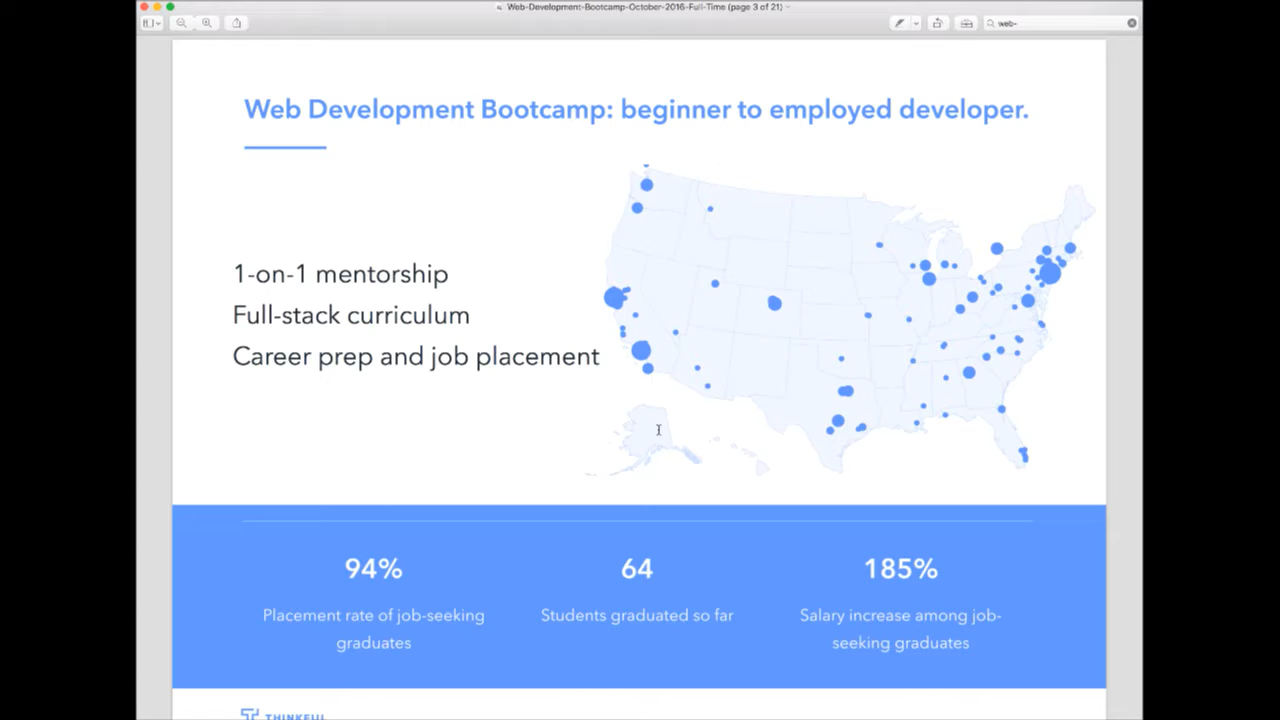 Web-Development-Bootcamp-October-2016-Full-Time (page 3 of 21)
web-
Web Development Bootcamp: beginner to employed developer.
1-on-1 mentorship
Full-stack curriculum
Career prep and job placement
94%
Placement rate of job-seeking
graduates
64
Students graduated so far
185%
Salary increase among job-
seeking graduates
THINKFUL